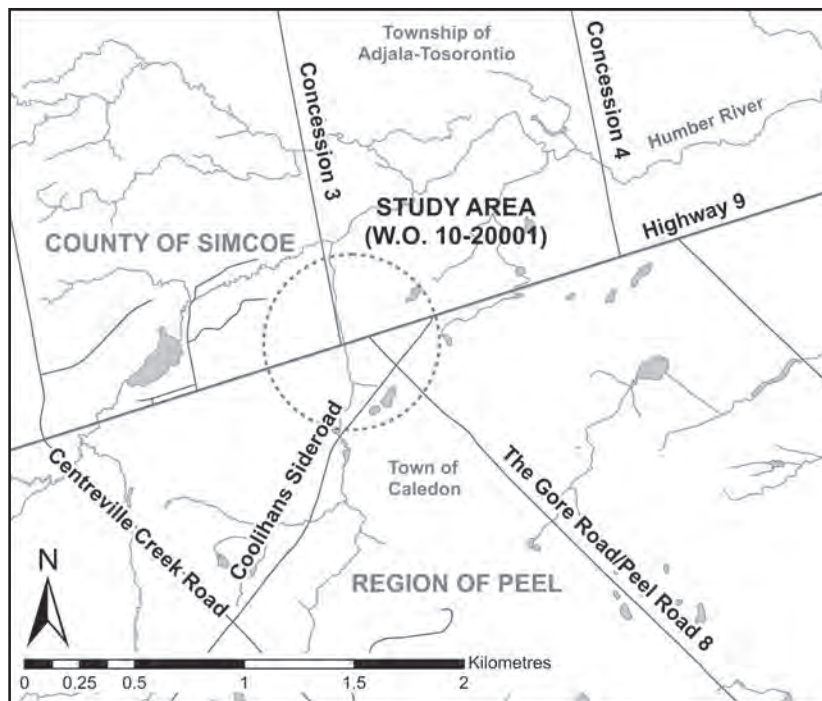 Township of
Adjala-Tosorontio
Concession 3
Concession 4
Humber River
STUDY AREA
(W.O. 10-20001)
Highway 9
COUNTY OF SIMCOE
Coolihans Sideroad
Town of
Caledon
Centreville Creek Road
The Gore Road/Peel Road 8
REGION OF PEEL
N
Kilometres
0 0.25 0.5 1 1.5 2